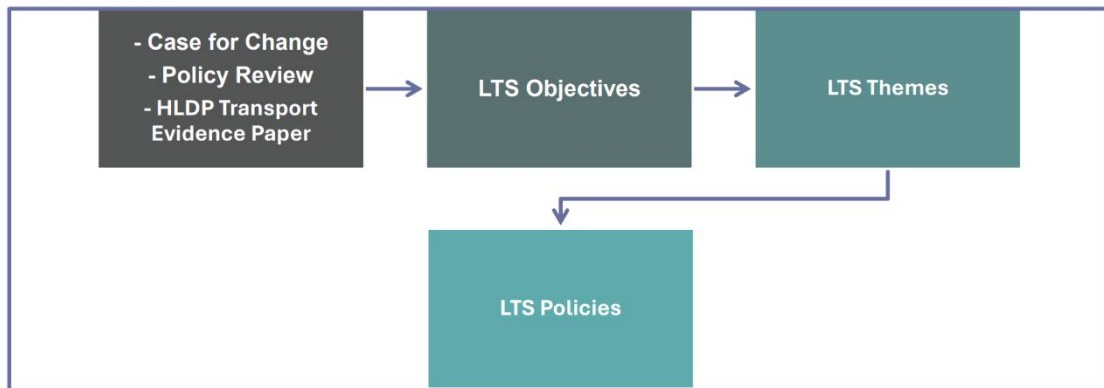 - Case for Change
- Policy Review
- HLDP Transport
Evidence Paper
LTS Objectives
LTS Themes
LTS Policies